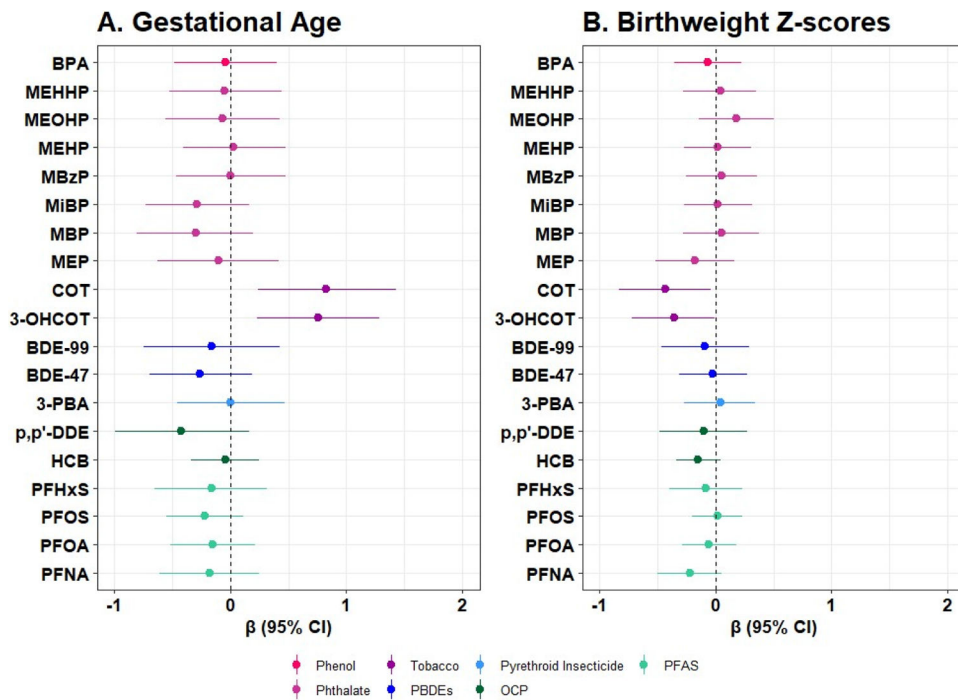 A. Gestational Age
BPA
MEHHP
MEOHP
MEHP
MBzP
MiBP
MBP
MEP
COT
3-OHCOT
BDE-99
BDE-47
3-PBA
p,p'-DDE
HCB
PFHxS
PFOS
PFOA
PFNA
-1 0 1 2
β (95% CI)
B. Birthweight Z-scores
BPA
MEHHP
MEOHP
MEHP
MBzP
MiBP
MBP
MEP
COT
3-OHCOT
BDE-99
BDE-47
3-PBA
p,p'-DDE
HCB
PFHxS
PFOS
PFOA
PFNA
-1 0 1 2
β (95% CI)
Phenol Tobacco Pyrethroid Insecticide PFAS
Phthalate PBDEs OCP